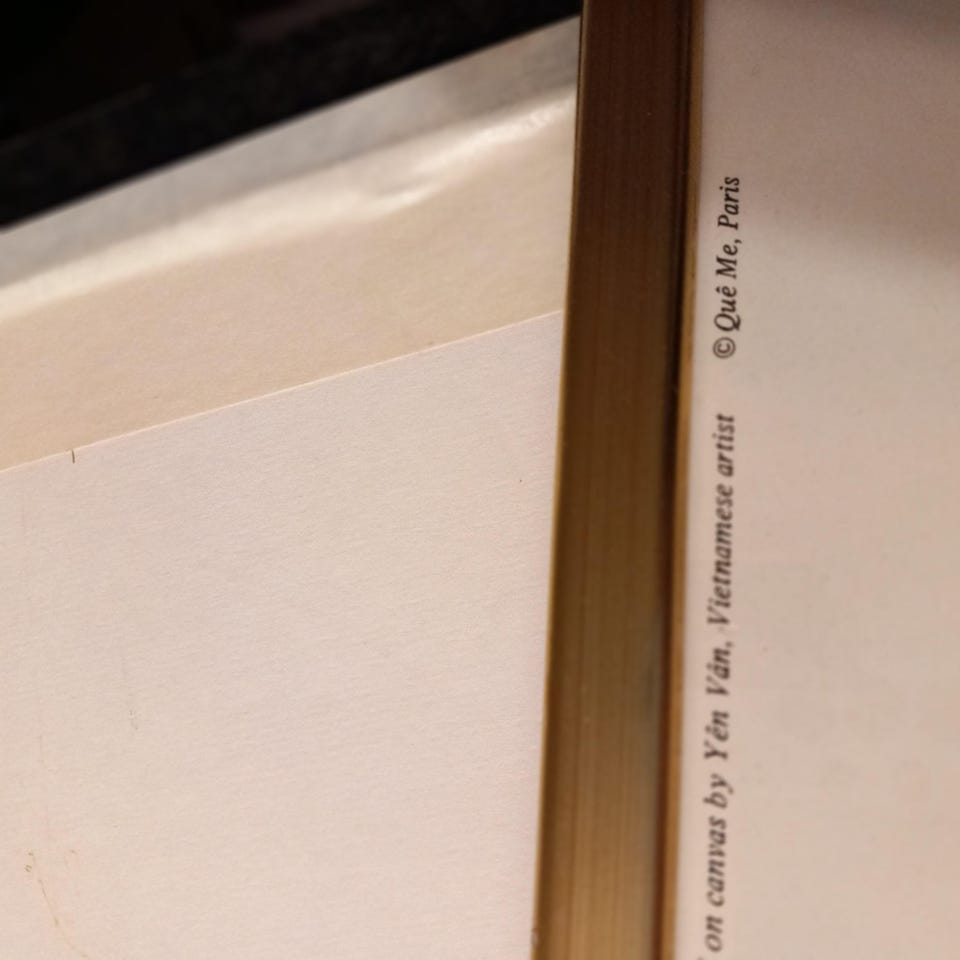 on canvas by Yên Vân, Vietnamese artist © Quê Me, Paris